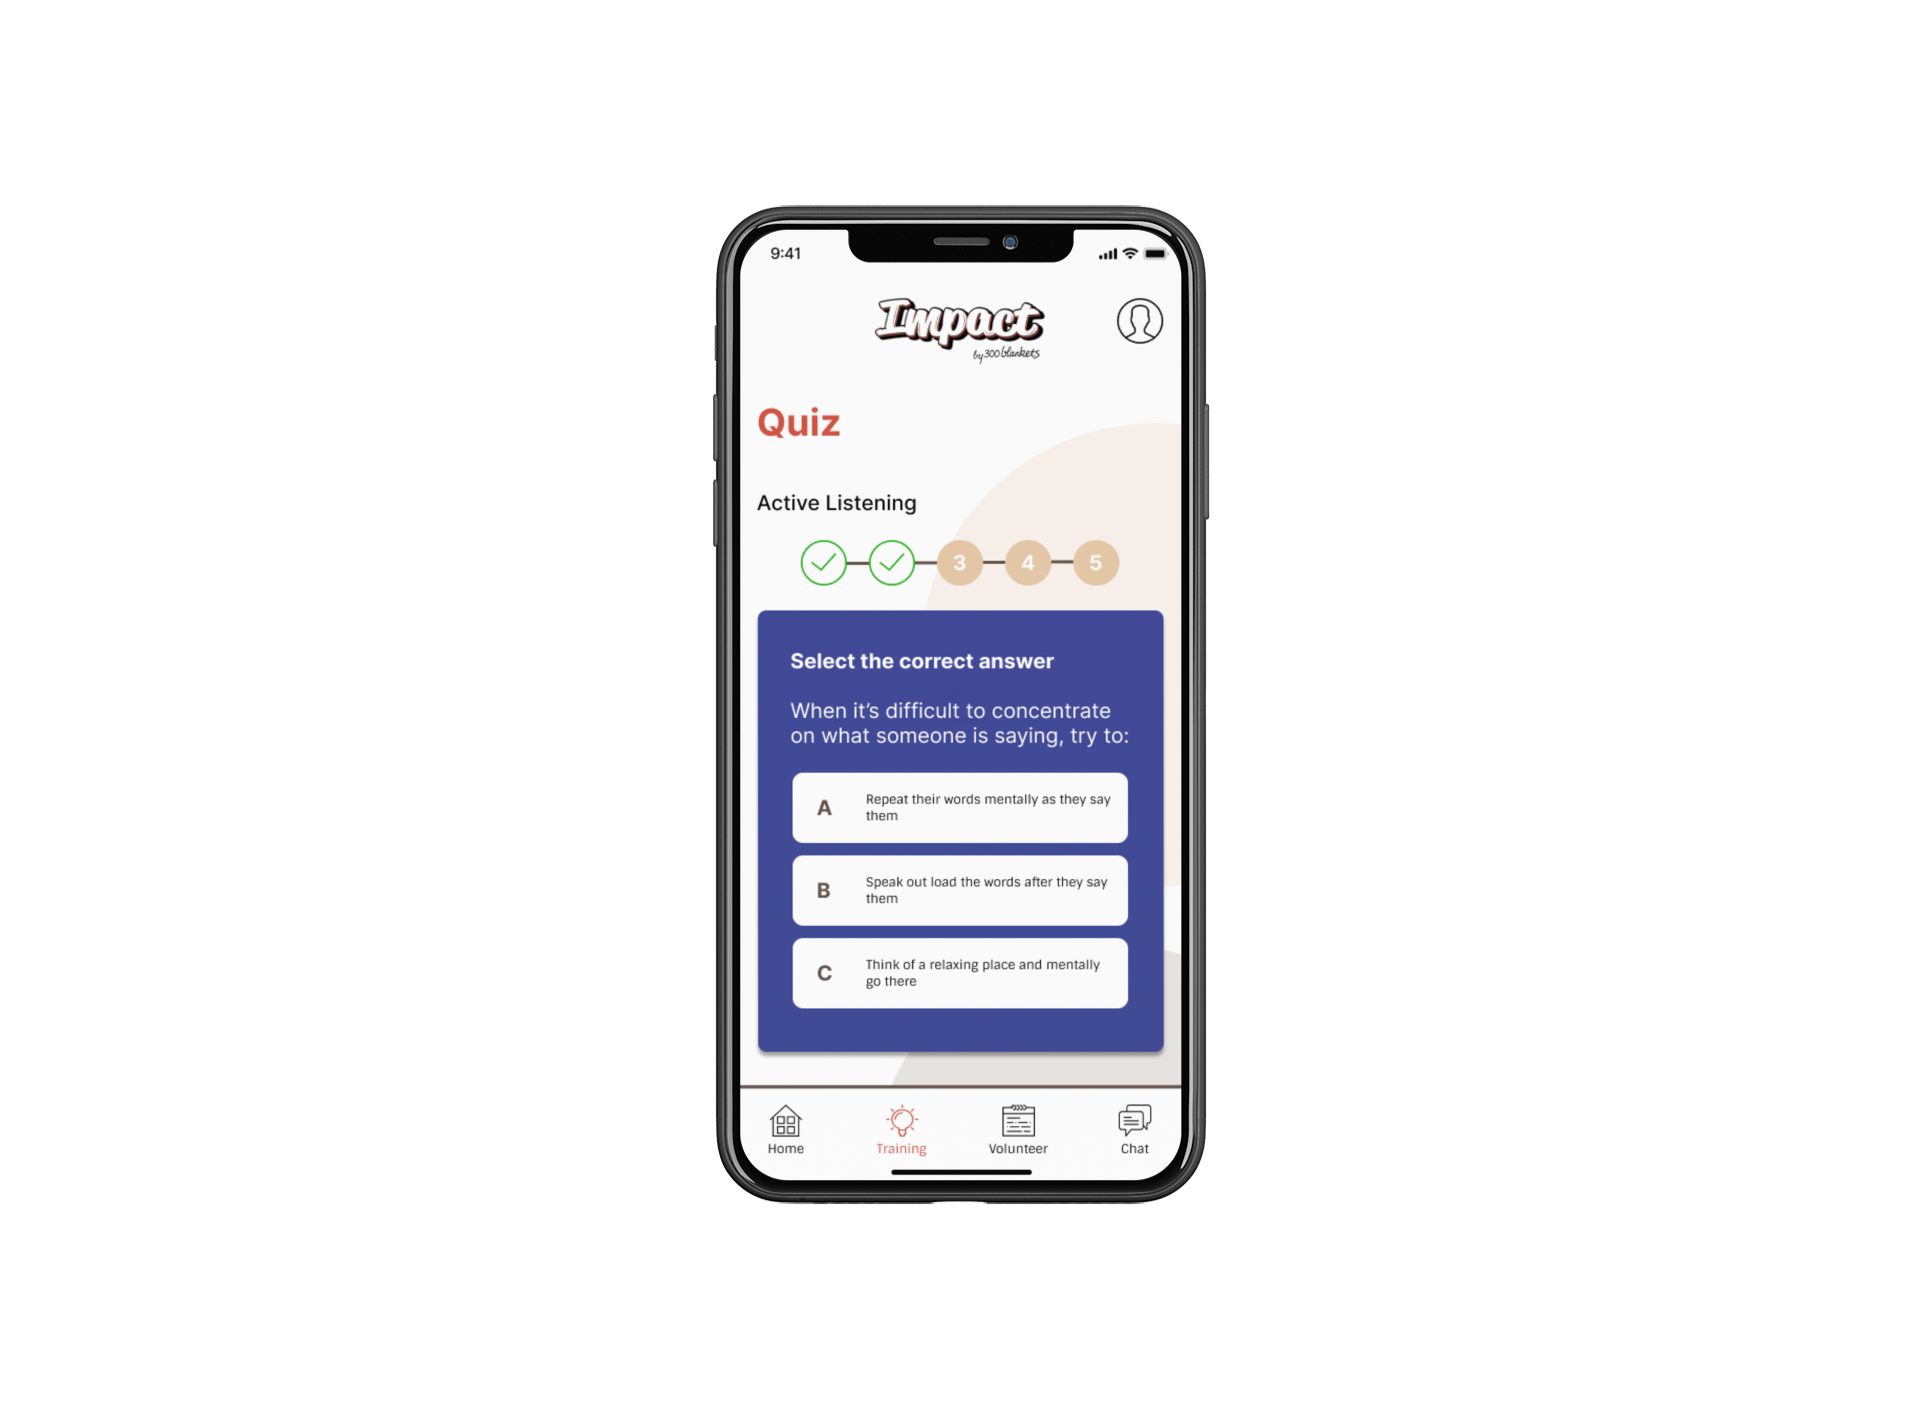 9:41
Impact
by 300 blankets
Quiz
Active Listening
3 4 5
Select the correct answer
When it’s difficult to concentrate
on what someone is saying, try to:
A
Repeat their words mentally as they say
them
B
Speak out load the words after they say
them
C
Think of a relaxing place and mentally
go there
Home Training Volunteer Chat